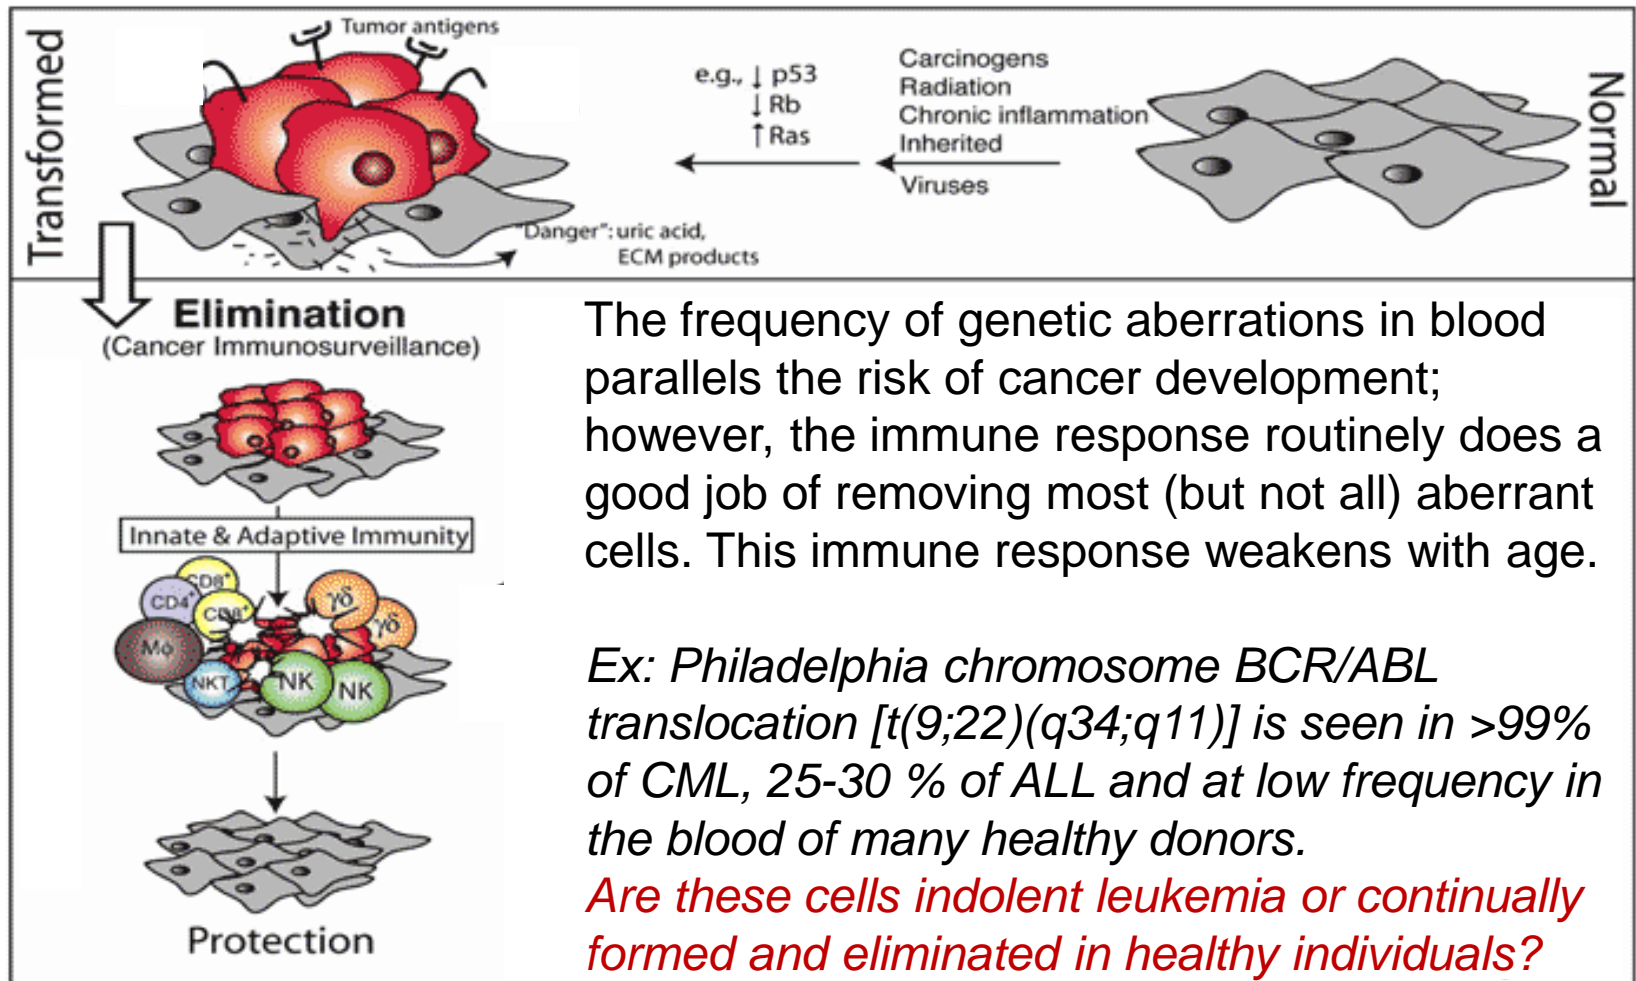 Transformed
Tumor antigens
"Danger": uric acid,
ECM products
e.g., ↓ p53
↓ Rb
↑ Ras
Carcinogens
Radiation
Chronic inflammation
Inherited
Viruses
Normal
Elimination
(Cancer Immunosurveillance)
Innate & Adaptive Immunity
CD8+
CD4+
CD8+
γδ
γδ
Mϕ
NKT
NK
NK
Protection
The frequency of genetic aberrations in blood
parallels the risk of cancer development;
however, the immune response routinely does a
good job of removing most (but not all) aberrant
cells. This immune response weakens with age.
Ex: Philadelphia chromosome BCR/ABL
translocation [t(9;22)(q34;q11)] is seen in >99%
of CML, 25-30 % of ALL and at low frequency in
the blood of many healthy donors.
Are these cells indolent leukemia or continually
formed and eliminated in healthy individuals?